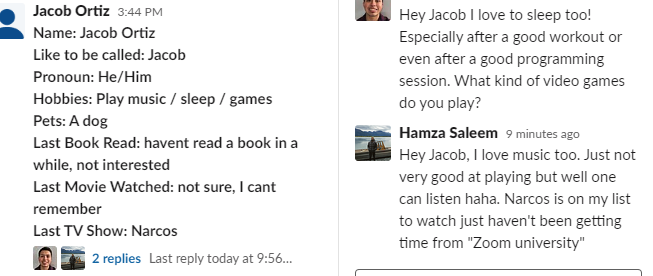 Jacob Ortiz 3:44 PM
Name: Jacob Ortiz
Like to be called: Jacob
Pronoun: He/Him
Hobbies: Play music / sleep / games
Pets: A dog
Last Book Read: havent read a book in a
while, not interested
Last Movie Watched: not sure, I cant
remember
Last TV Show: Narcos
2 replies Last reply today at 9:56...
Hey Jacob I love to sleep too!
Especially after a good workout or
even after a good programming
session. What kind of video games
do you play?
Hamza Saleem 9 minutes ago
Hey Jacob, I love music too. Just not
very good at playing but well one
can listen haha. Narcos is on my list
to watch just haven't been getting
time from "Zoom university"